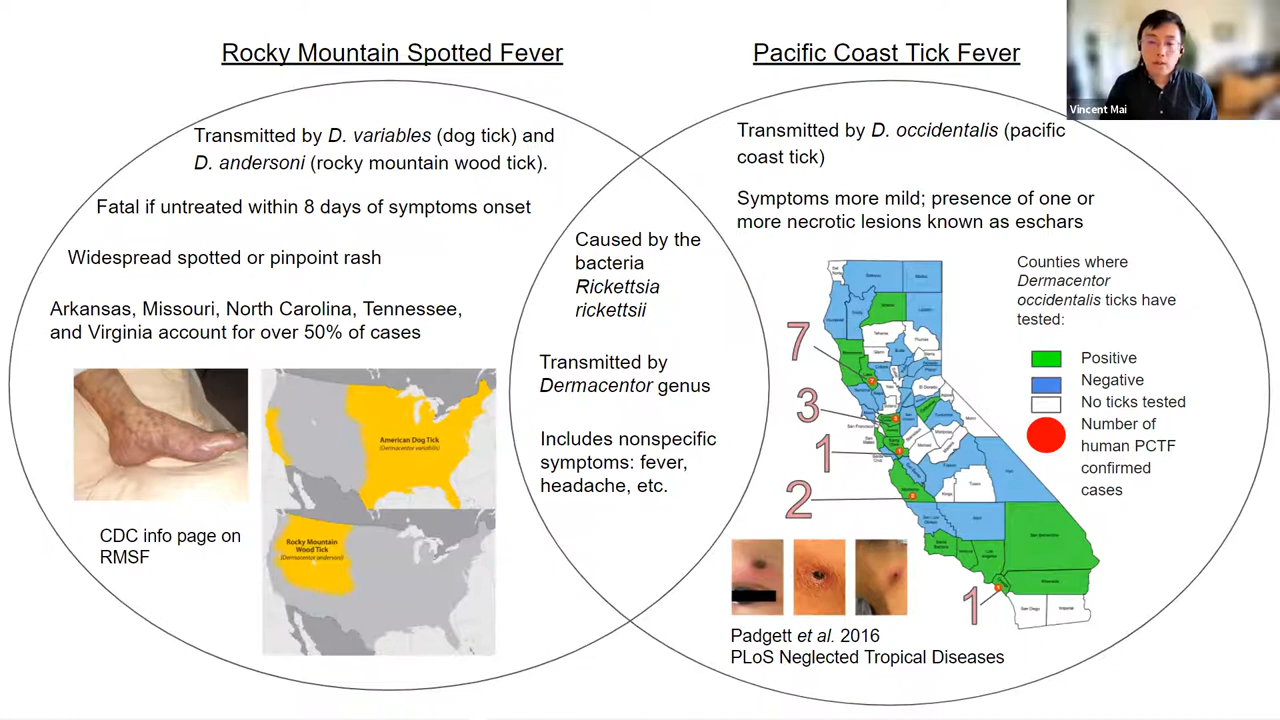 Rocky Mountain Spotted Fever
Pacific Coast Tick Fever
Vincent Mai
Transmitted by D. variables (dog tick) and
D. andersoni (rocky mountain wood tick).
Fatal if untreated within 8 days of symptoms onset
Widespread spotted or pinpoint rash
Arkansas, Missouri, North Carolina, Tennessee,
and Virginia account for over 50% of cases
American Dog Tick
(Dermacentor variabilis)
Rocky Mountain
Wood Tick
(Dermacentor andersoni)
CDC info page on
RMSF
Caused by the
bacteria
Rickettsia
rickettsii
Transmitted by
Dermacentor genus
Includes nonspecific
symptoms: fever,
headache, etc.
Transmitted by D. occidentalis (pacific
coast tick)
Symptoms more mild; presence of one or
more necrotic lesions known as eschars
Counties where
Dermacentor
occidentalis ticks have
tested:
Positive
Negative
No ticks tested
Number of
human PCTF
confirmed
cases
7
3
1
2
1
San Bernardino
Riverside
San Diego
Imperial
Padgett et al. 2016
PLoS Neglected Tropical Diseases